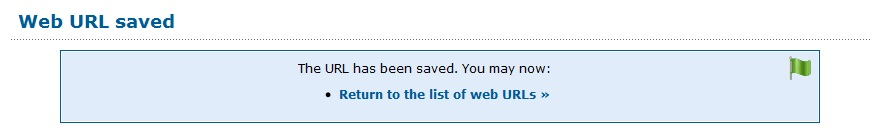 Web URL saved
The URL has been saved. You may now:
• Return to the list of web URLs »